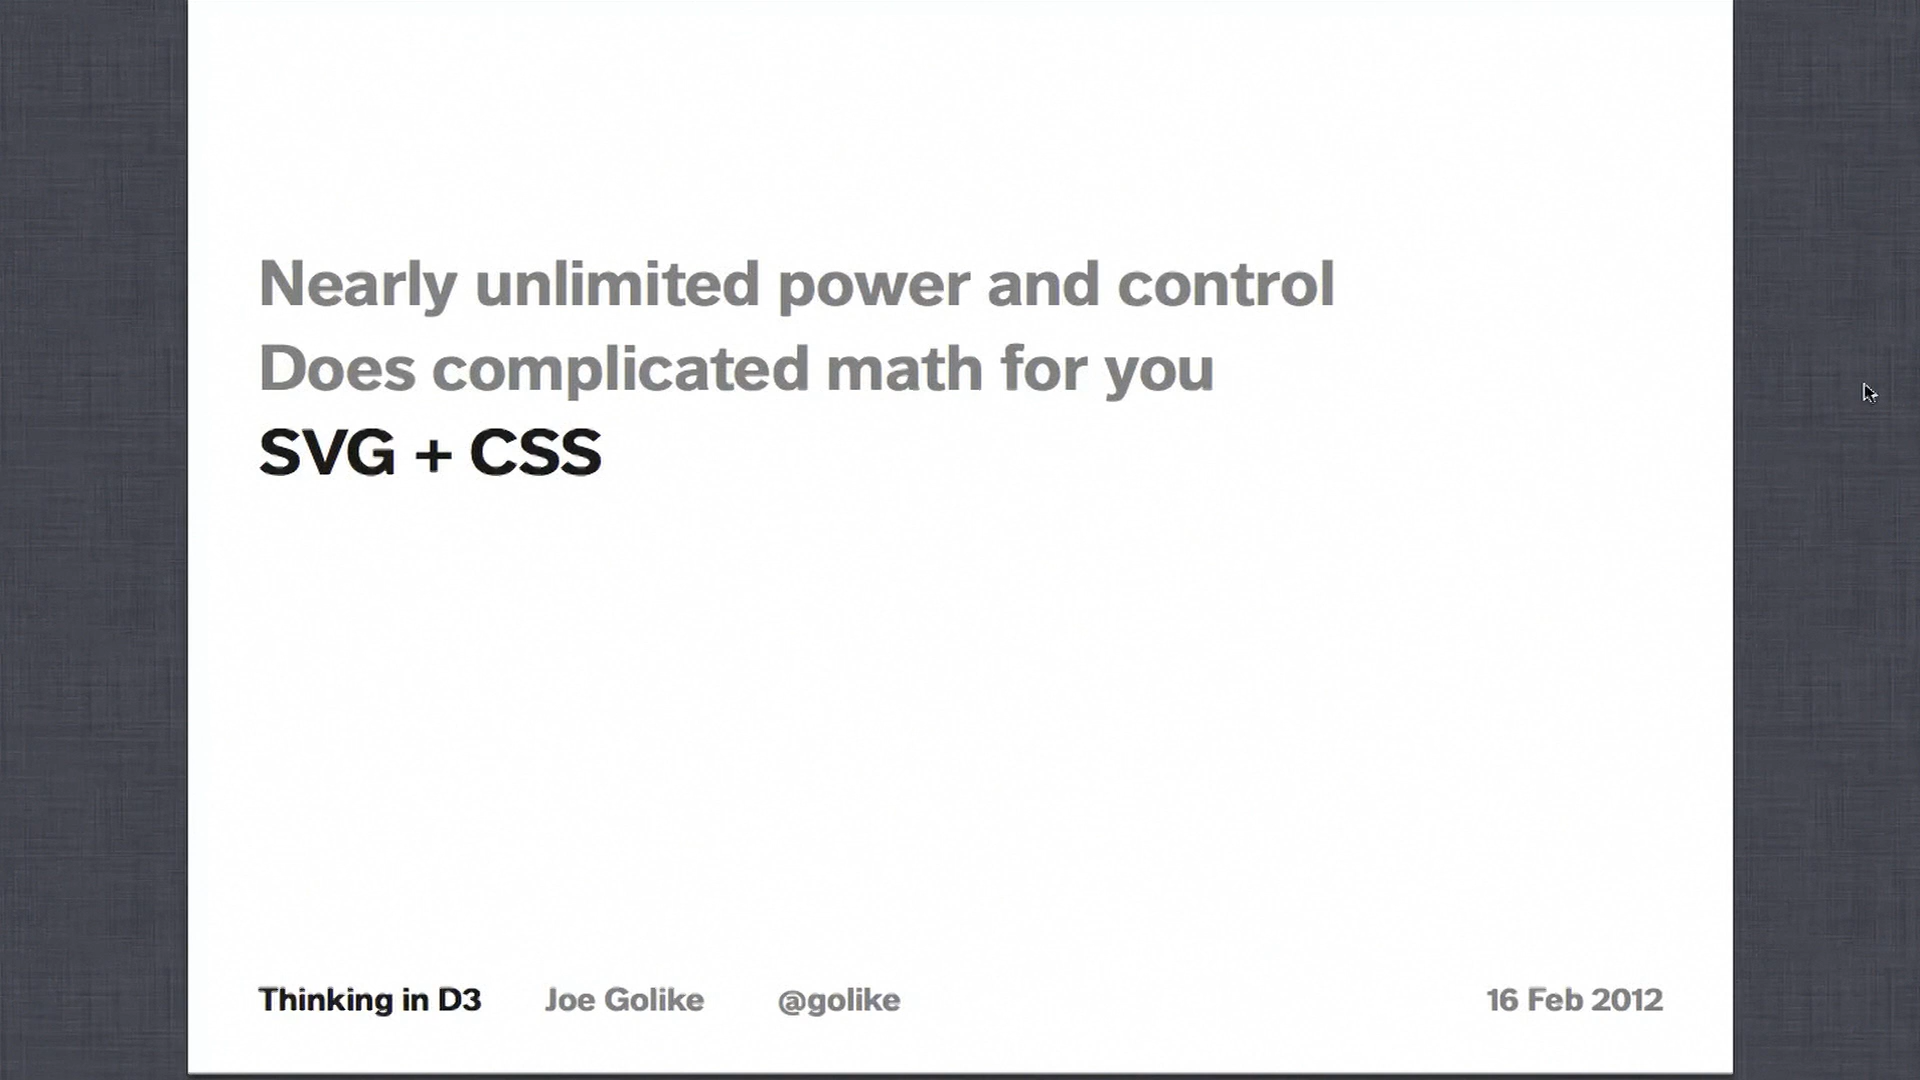 Nearly unlimited power and control
Does complicated math for you
SVG + CSS
Thinking in D3 Joe Golike @golike 16 Feb 2012